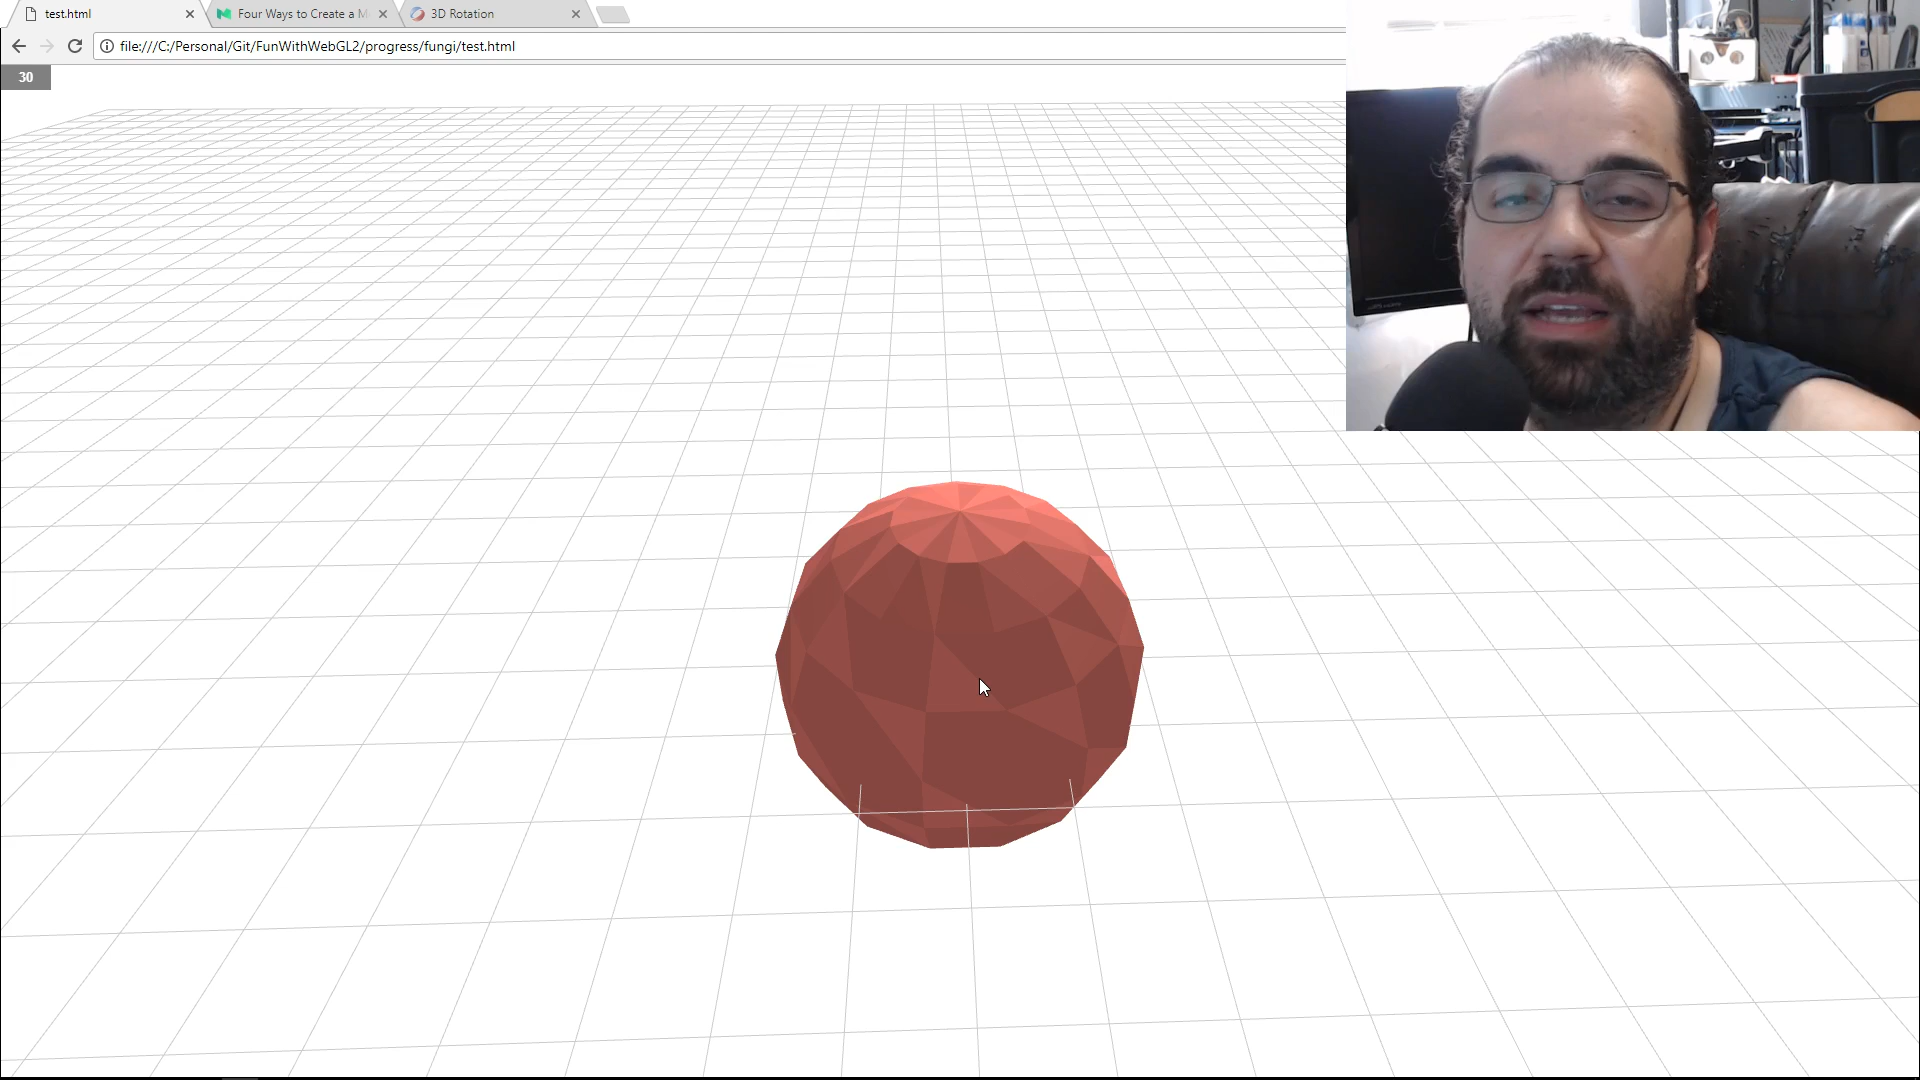 test.html
Four Ways to Create a M
3D Rotation
file:///C:/Personal/Git/FunWithWebGL2/progress/fungi/test.html
30